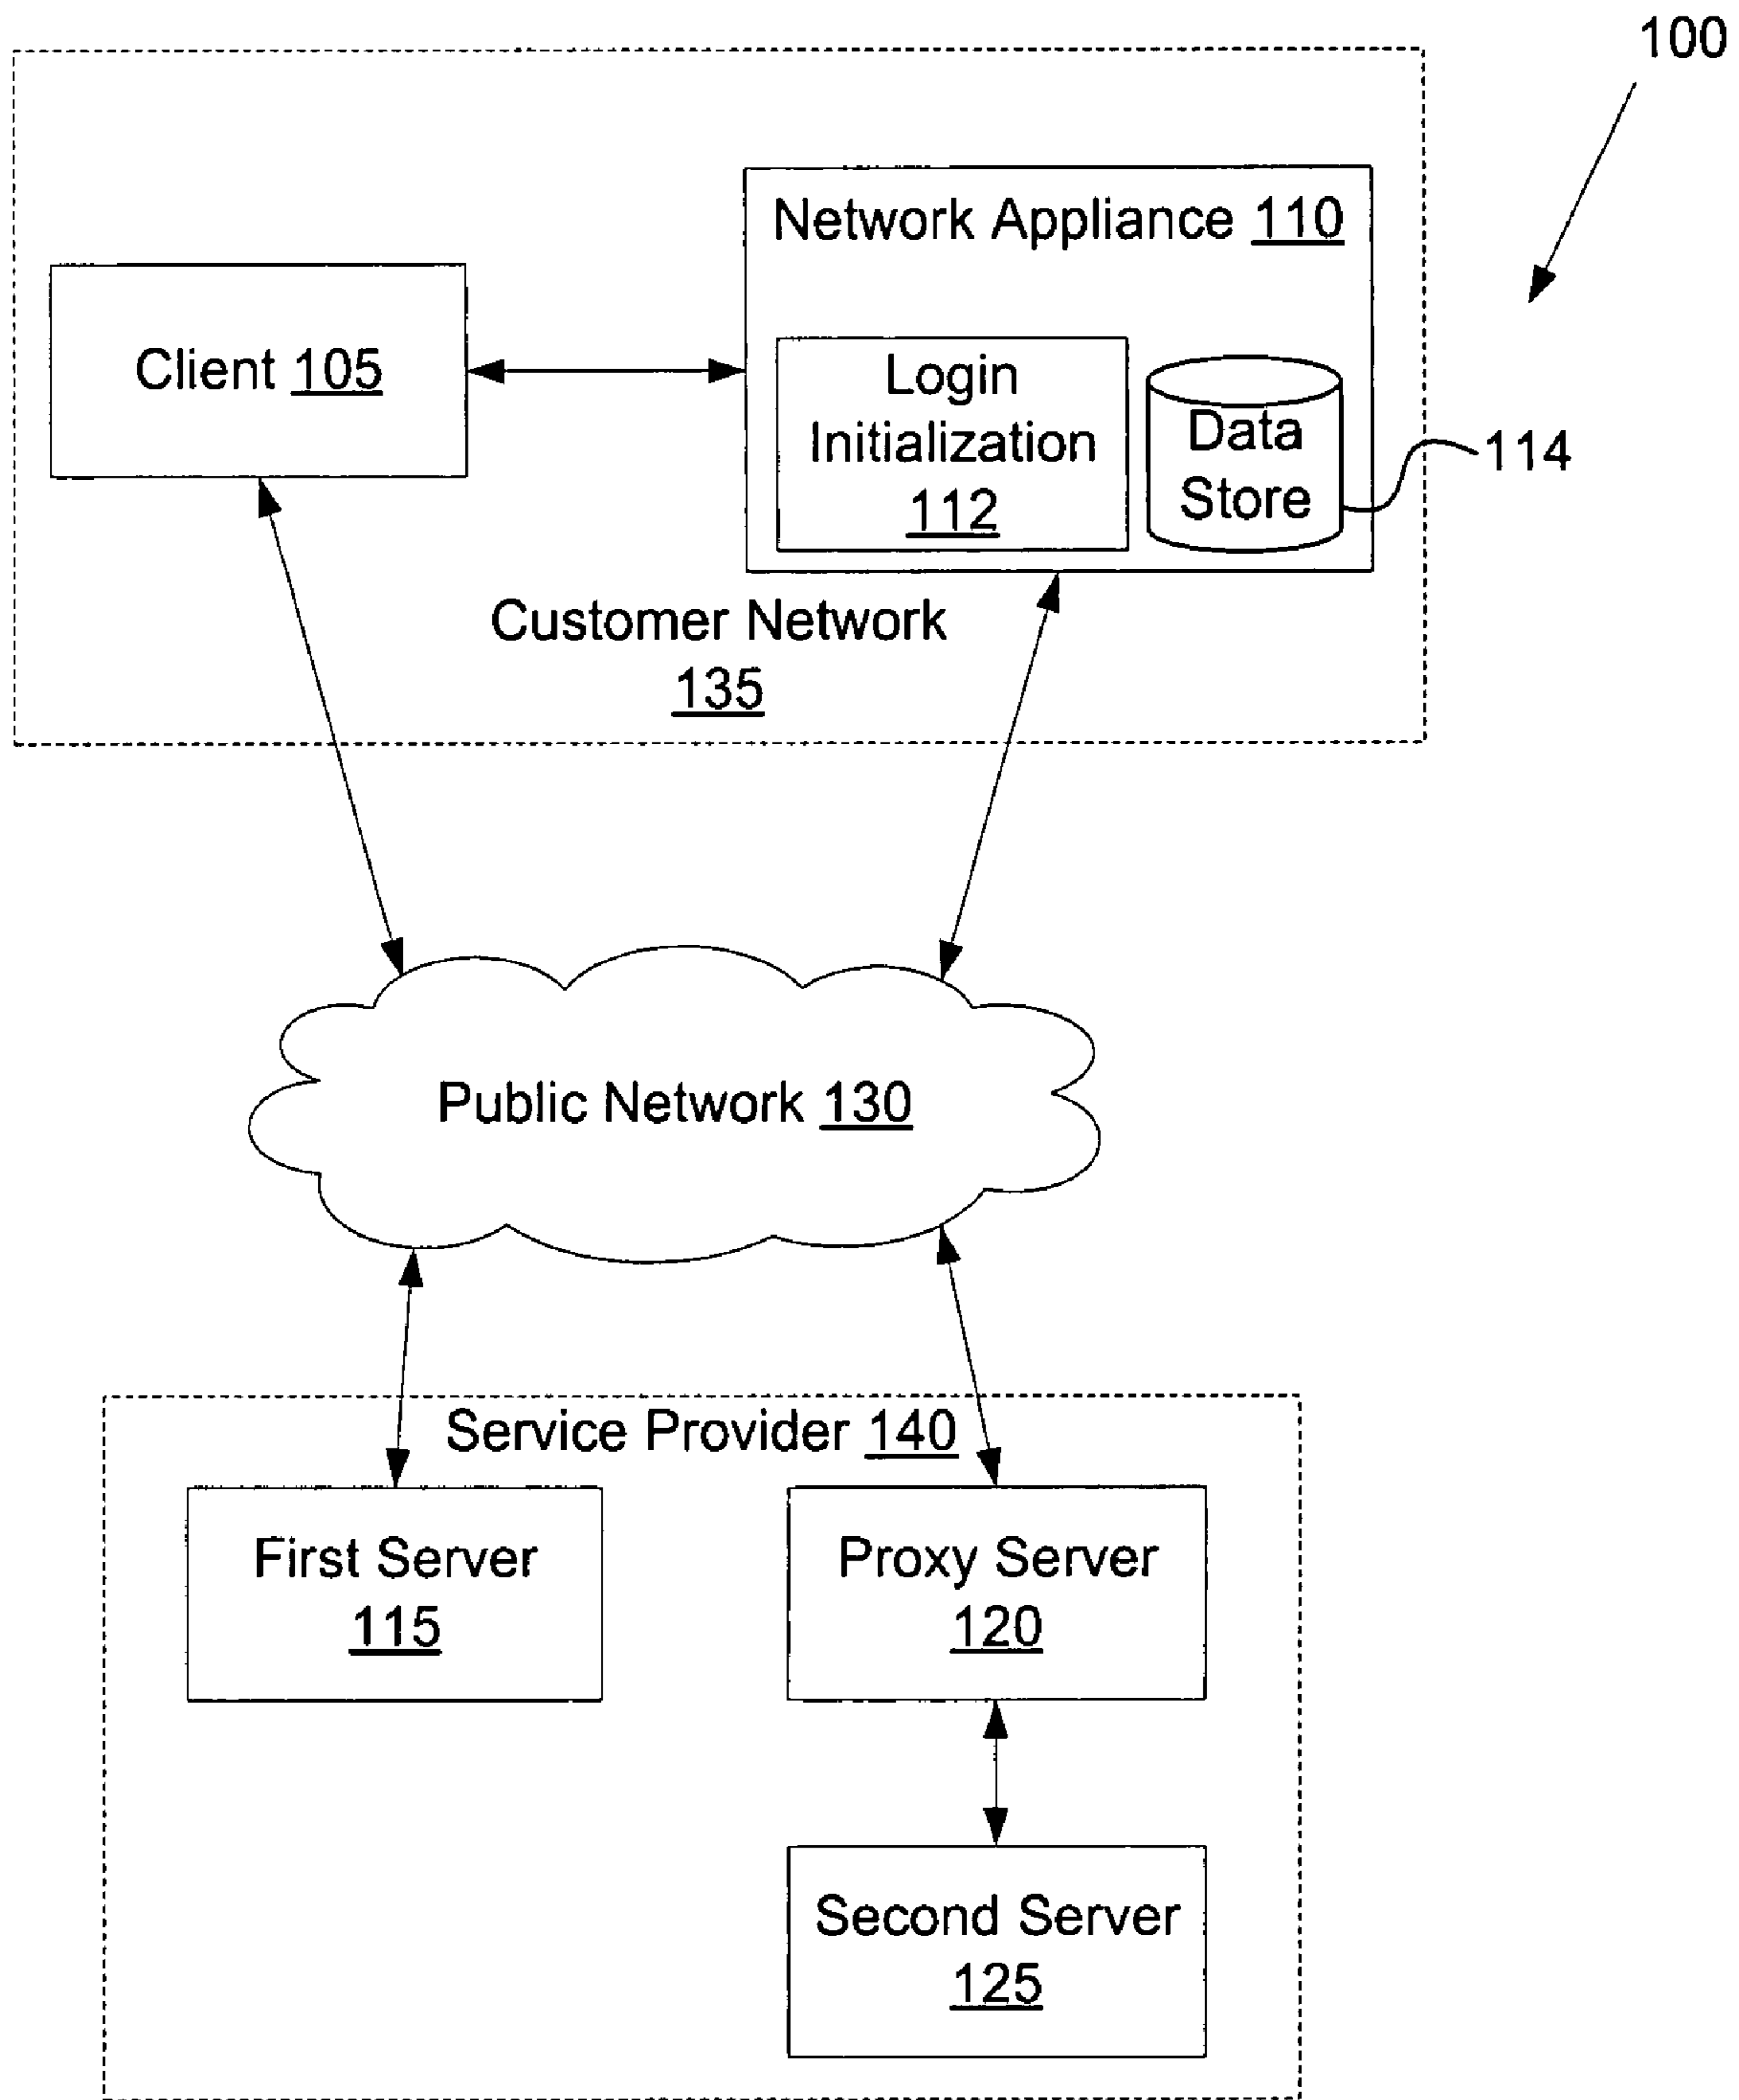 100
Network Appliance 110
Client 105
Login
Initialization
112
Data
Store
114
Customer Network
135
Public Network 130
Service Provider 140
First Server
115
Proxy Server
120
Second Server
125